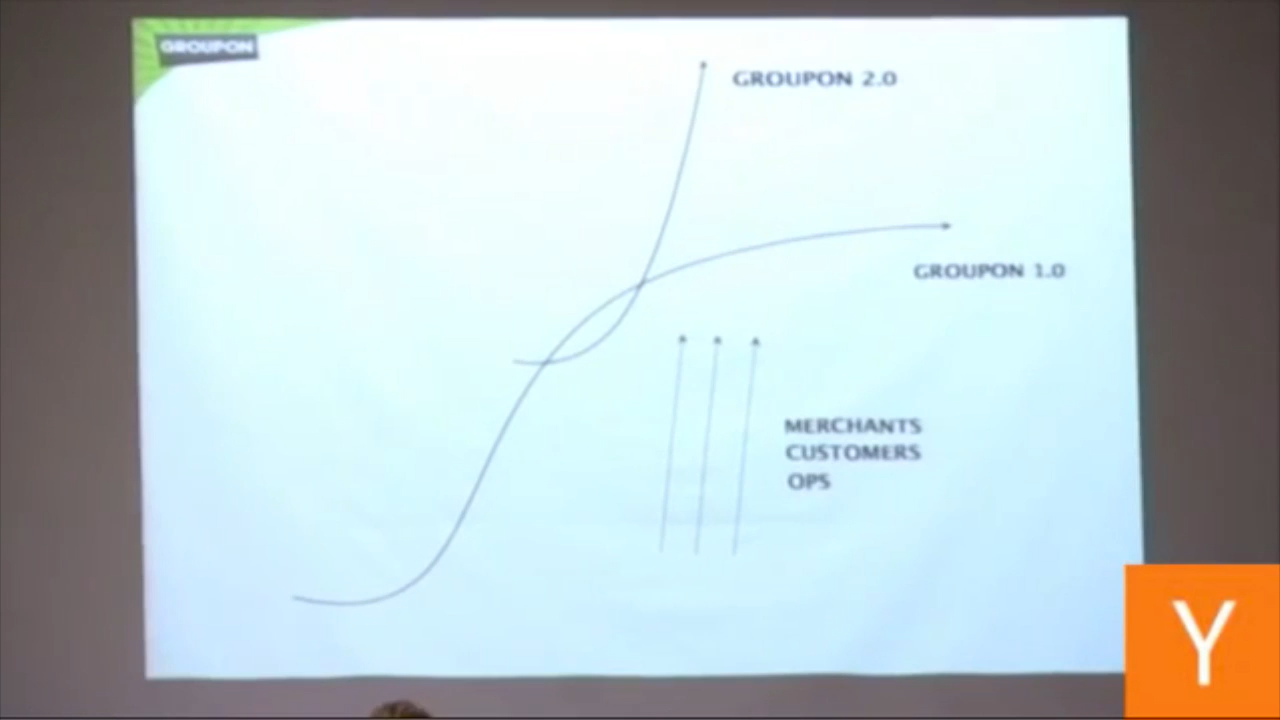 GROUPON
GROUPON 2.0
GROUPON 1.0
MERCHANTS
CUSTOMERS
OPS
Y